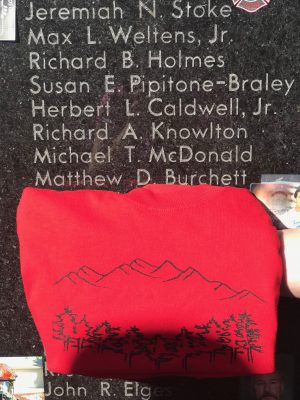 Jeremiah N. Stoke
Max L. Weltens, Jr.
Richard B. Holmes
Susan E. Pipitone-Braley
Herbert L. Caldwell, Jr.
Richard A. Knowlton
Michael T. McDonald
Matthew D. Burchett
John R. Elges